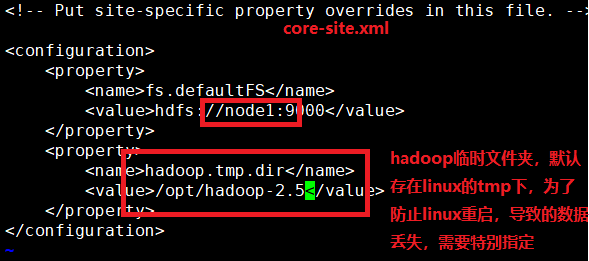 <!-- Put site-specific property overrides in this file. --
core-site.xml
<configuration>
<property>
<name>fs.defaultFS</name>
<value>hdfs://node1:9000</value>
</property>
<property>
<name>hadoop.tmp.dir</name>
<value>/opt/hadoop-2.5</value>
</property>
</configuration>
~
hadoop临时文件夹，默认
存在linux的tmp下，为了
防止linux重启，导致的数据
丢失，需要特别指定